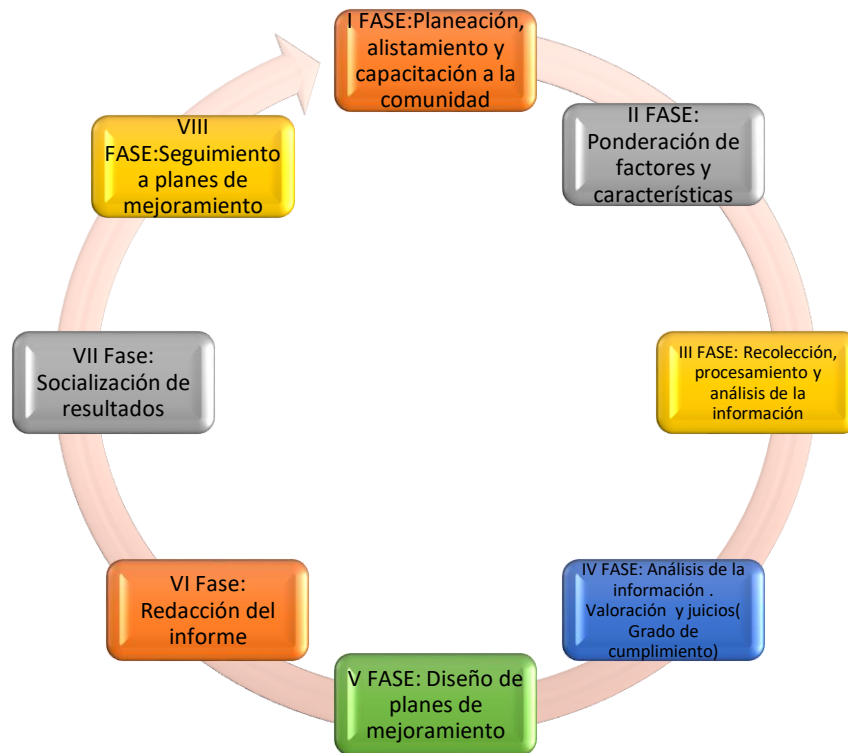 I FASE:Planeación,
alistamiento y
capacitación a la
comunidad
II FASE:
Ponderación de
factores y
características
III FASE: Recolección,
procesamiento y
análisis de la
información
IV FASE: Análisis de la
información .
Valoración y juicios(
Grado de
cumplimiento)
V FASE: Diseño de
planes de
mejoramiento
VI Fase:
Redacción del
informe
VII Fase:
Socialización de
resultados
VIII
FASE:Seguimiento
a planes de
mejoramiento